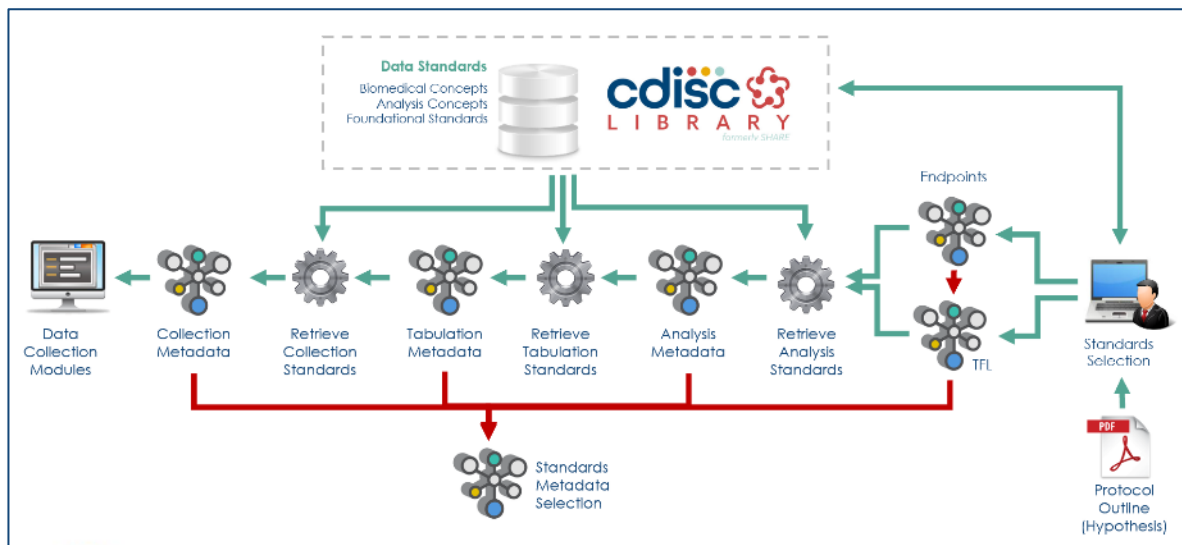 Data Standards
Biomedical Concepts
Analysis Concepts
Foundational Standards
cdisc
LIBRARY
formerly SHARE
Endpoints
TFL
Data
Collection
Modules
Collection
Metadata
Retrieve
Collection
Standards
Tabulation
Metadata
Retrieve
Tabulation
Standards
Analysis
Metadata
Retrieve
Analysis
Standards
Standards
Selection
Standards
Metadata
Selection
PDF
Protocol
Outline
(Hypothesis)